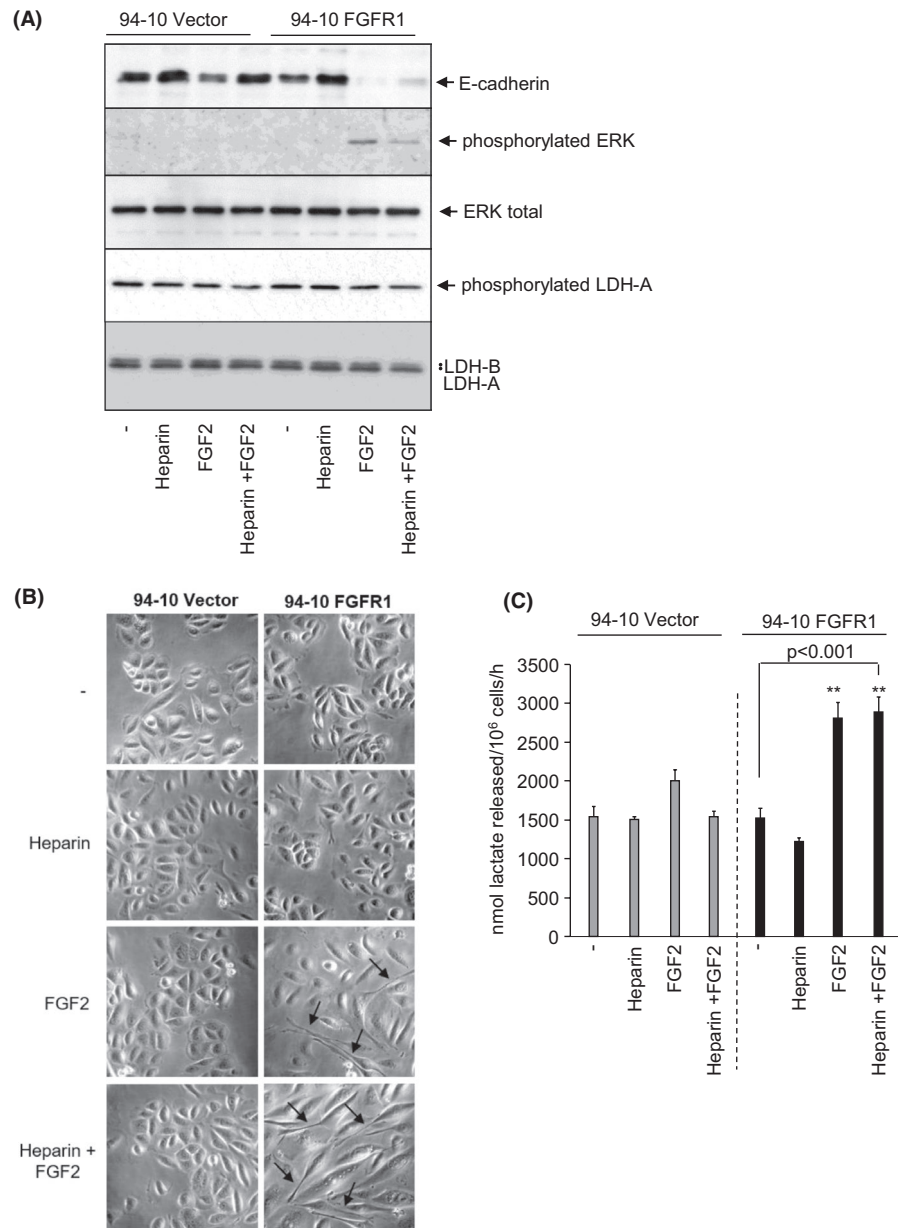 (A)
94-10 Vector 94-10 FGFR1
E-cadherin
phosphorylated ERK
ERK total
phosphorylated LDH-A
:LDH-B
LDH-A
- Heparin FGF2 Heparin +FGF2 - Heparin FGF2 Heparin +FGF2
(B)
94-10 Vector 94-10 FGFR1
-
Heparin
FGF2
Heparin +
FGF2
(C)
94-10 Vector 94-10 FGFR1
p<0.001
** **
nmol lactate released/10⁶ cells/h
3500
3000
2500
2000
1500
1000
500
0
- Heparin FGF2 Heparin +FGF2 - Heparin FGF2 Heparin +FGF2